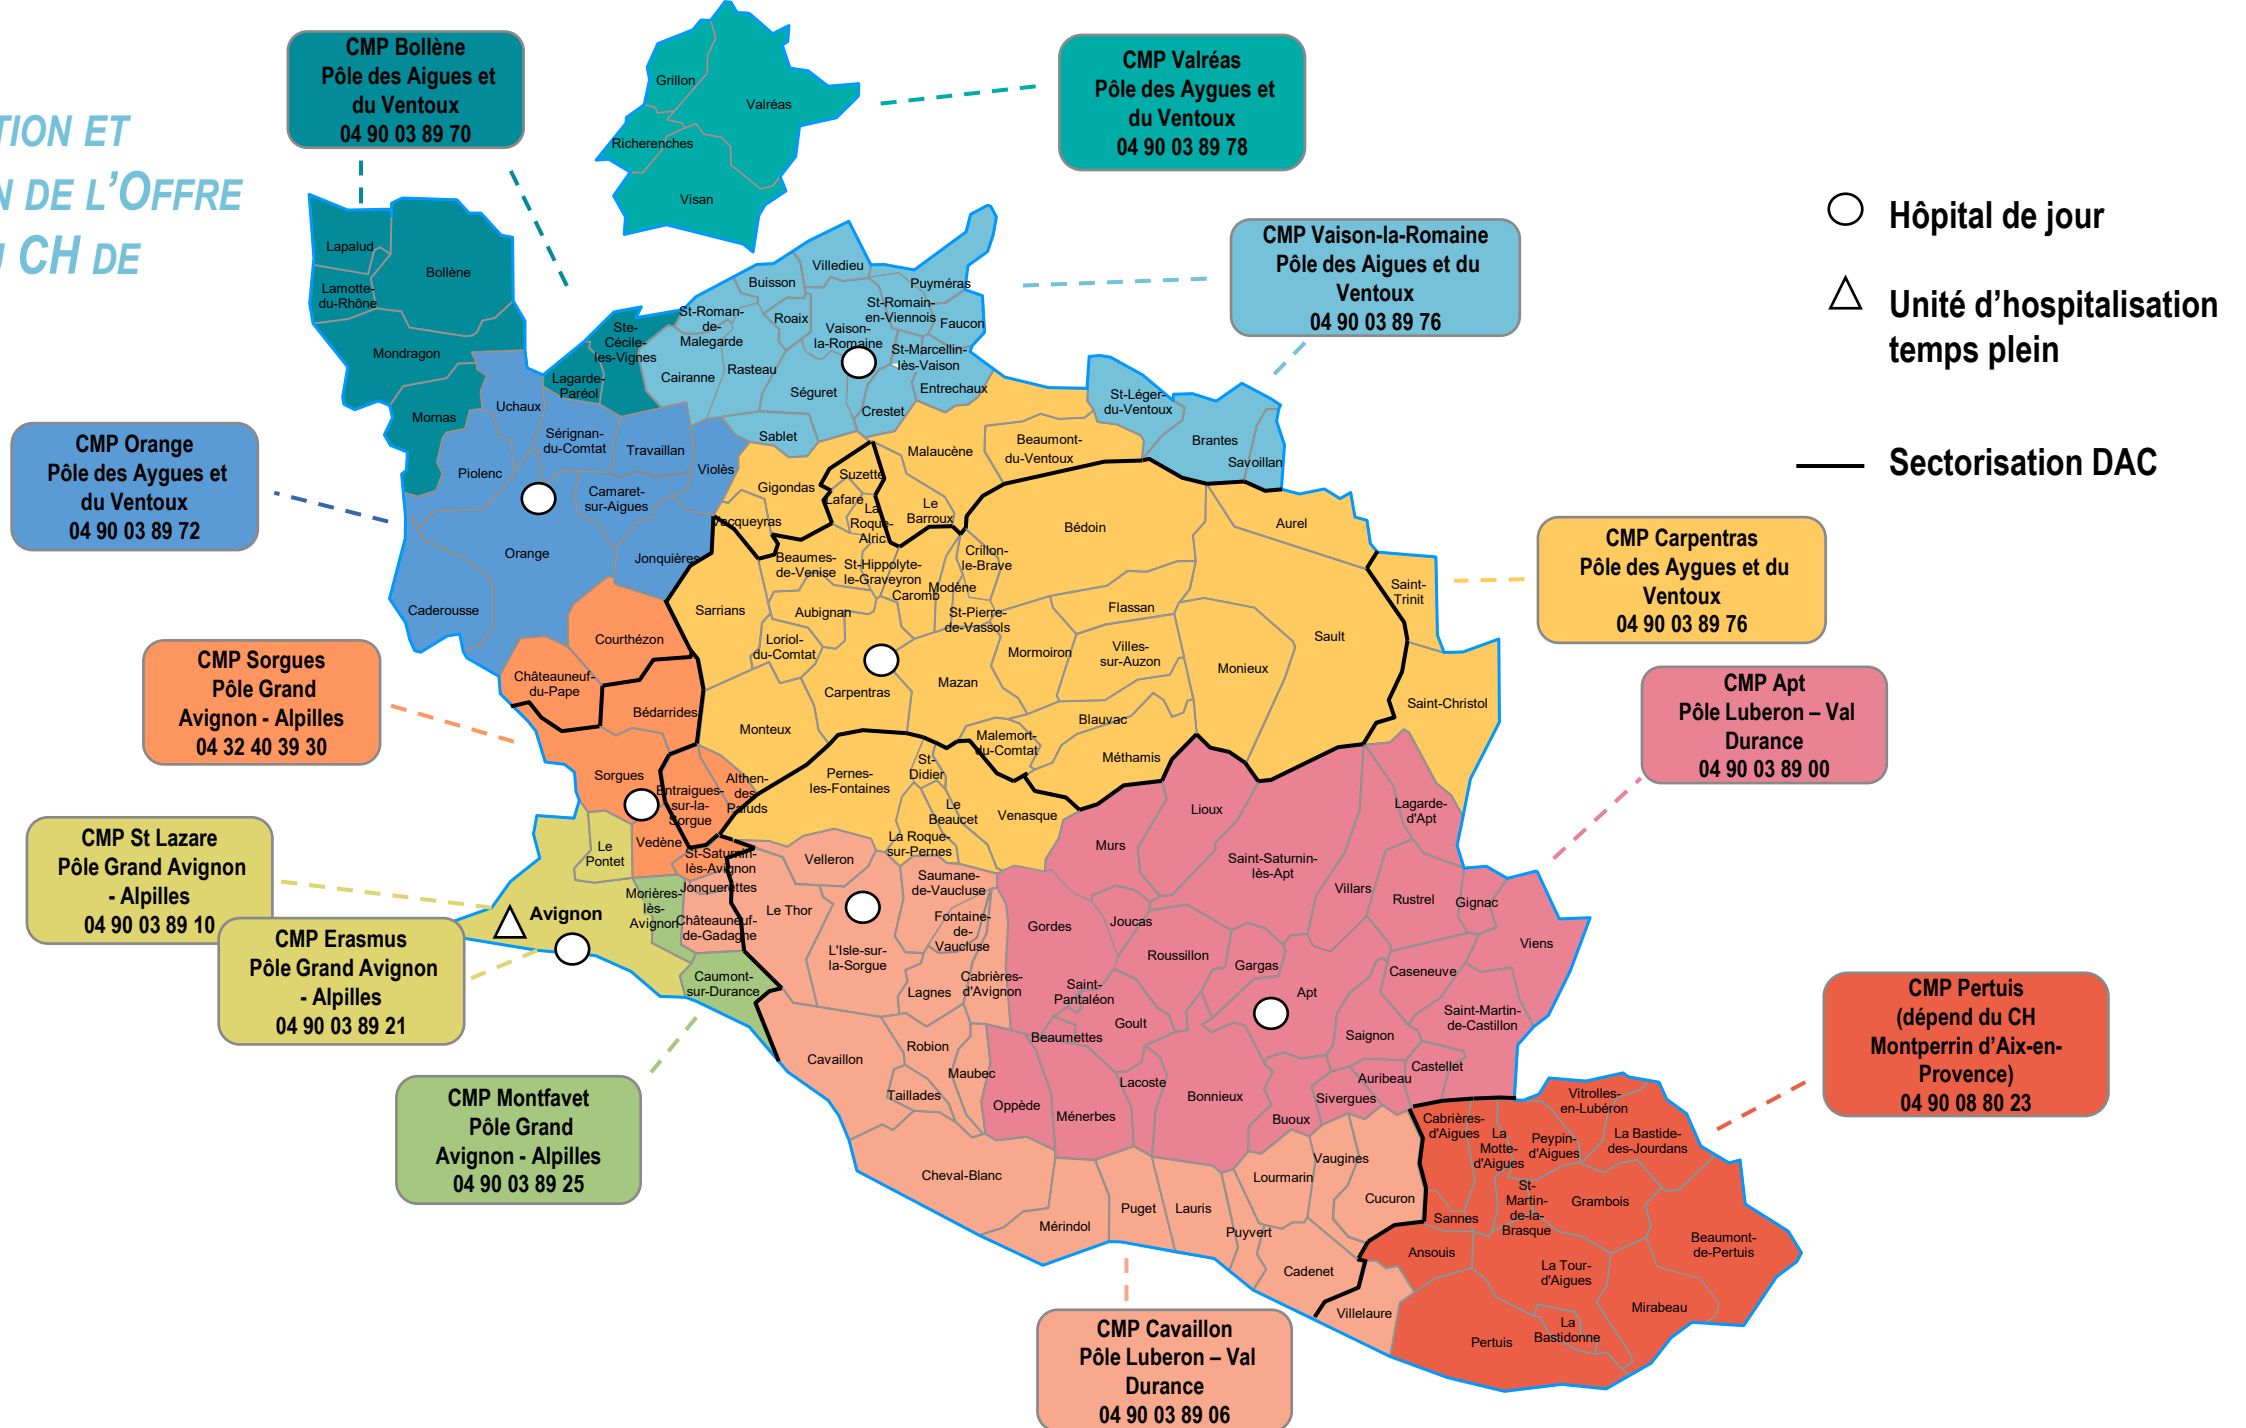 TION ET
N DE L'OFFRE
U CH DE
CMP Bollène
Pôle des Aigues et
du Ventoux
04 90 03 89 70
CMP Valréas
Pôle des Aygues et
du Ventoux
04 90 03 89 78
CMP Vaison-la-Romaine
Pôle des Aigues et du
Ventoux
04 90 03 89 76
Hôpital de jour
Unité d'hospitalisation
temps plein
Sectorisation DAC
CMP Orange
Pôle des Aygues et
du Ventoux
04 90 03 89 72
CMP Carpentras
Pôle des Aygues et du
Ventoux
04 90 03 89 76
CMP Sorgues
Pôle Grand
Avignon - Alpilles
04 32 40 39 30
CMP Apt
Pôle Luberon – Val
Durance
04 90 03 89 00
CMP St Lazare
Pôle Grand Avignon
- Alpilles
04 90 03 89 10
CMP Erasmus
Pôle Grand Avignon
- Alpilles
04 90 03 89 21
CMP Montfavet
Pôle Grand
Avignon - Alpilles
04 90 03 89 25
CMP Pertuis
(dépend du CH
Montperrin d'Aix-en-
Provence)
04 90 08 80 23
CMP Cavaillon
Pôle Luberon – Val
Durance
04 90 03 89 06
Grillon
Valréas
Richerenches
Visan
Lapalud
Bollène
Lamotte-
du-Rhône
Mondragon
Mornas
Ste-
Cécile-
les-Vignes
Lagarde-
Paréol
Buisson
Villedieu
Puyméras
St-Roman-
de-
Malegarde
Roaix
St-Romain-
en-Viennois
Vaison-
la-Romaine
Faucon
St-Marcellin-
lès-Vaison
Cairanne
Rasteau
Séguret
Entrechaux
Crestet
Sablet
St-Léger-
du-Ventoux
Brantes
Savoillan
Uchaux
Sérignan-
du-Comtat
Travaillan
Violès
Piolenc
Camaret-
sur-Aigues
Orange
Jonquières
Caderousse
Malaucène
Beaumont-
du-Ventoux
Gigondas
Suzette
Lafare
La
Roque-
Alric
Le
Barroux
Vacqueyras
Bédoin
Aurel
Beaumes-
de-Venise
St-Hippolyte-
le-Graveyron
Crillon-
le-Brave
Modène
Caromb
St-Pierre-
de-Vassols
Saint-
Trinit
Sarrians
Aubignan
Flassan
Loriol-
du-Comtat
Mormoiron
Villes-
sur-Auzon
Sault
Monieux
Carpentras
Mazan
Saint-Christol
Monteux
Blauvac
Malemort-
du-Comtat
Méthamis
Pernes-
les-Fontaines
St-
Didier
Le
Beaucet
Venasque
La Roque-
sur-Pernes
Courthézon
Châteauneuf-
du-Pape
Bédarrides
Sorgues
Entraigues-
sur-la-
Sorgue
Althen-
des
Paluds
Vedène
St-Saturnin-
lès-Avignon
Le
Pontet
Avignon
Morières-
lès-
Avignon
Jonquerettes
Châteauneuf-
de-Gadagne
Caumont-
sur-Durance
Velleron
Le Thor
Saumane-
de-Vaucluse
Fontaine-
de-
Vaucluse
L'Isle-sur-
la-Sorgue
Lagnes
Cabrières-
d'Avignon
Cavaillon
Robion
Maubec
Taillades
Cheval-Blanc
Mérindol
Puget
Lauris
Puyvert
Lourmarin
Vaugines
Cucuron
Cadenet
Villelaure
Lioux
Murs
Lagarde-
d'Apt
Saint-Saturnin-
lès-Apt
Villars
Rustrel
Gignac
Viens
Gordes
Joucas
Roussillon
Gargas
Apt
Caseneuve
Saint-
Pantaléon
Goult
Beaumettes
Saint-Martin-
de-Castillon
Saignon
Castellet
Auribeau
Sivergues
Lacoste
Bonnieux
Buoux
Oppède
Ménerbes
Cabrières-
d'Aigues
La
Motte-
d'Aigues
Peypin-
d'Aigues
Vitrolles-
en-Lubéron
La Bastide-
des-Jourdans
St-
Martin-
de-la-
Brasque
Grambois
Sannes
Ansouis
La Tour-
d'Aigues
Beaumont-
de-Pertuis
Mirabeau
La
Bastidonne
Pertuis